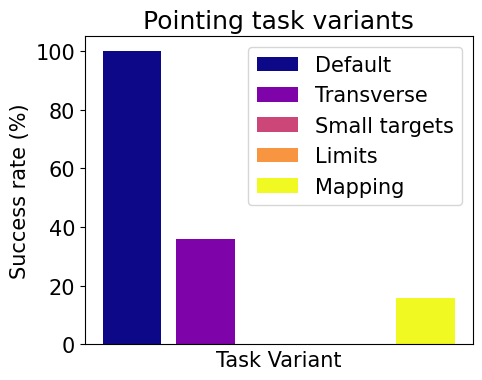 Pointing task variants
Success rate (%)
100
80
60
40
20
0
Default
Transverse
Small targets
Limits
Mapping
Task Variant